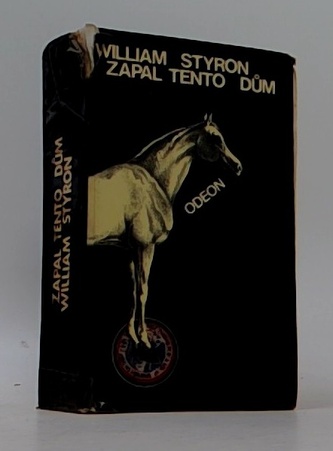 WILLIAM STYRON
ZAPAL TENTO DŮM
ODEON
ZAPAL TENTO DŮM
WILLIAM STYRON